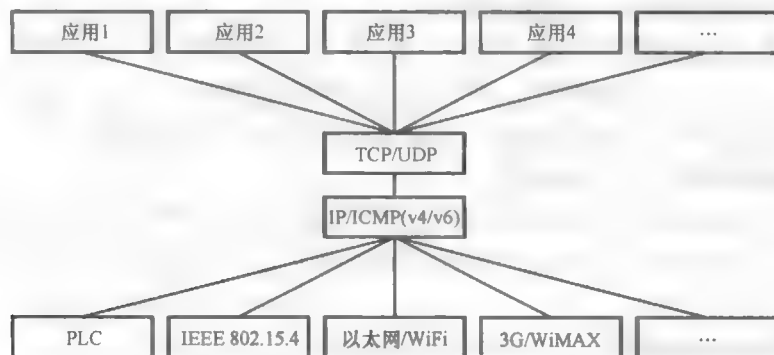 应用1 应用2 应用3 应用4 …
TCP/UDP
IP/ICMP(v4/v6)
PLC IEEE 802.15.4 以太网/WiFi 3G/WiMAX …